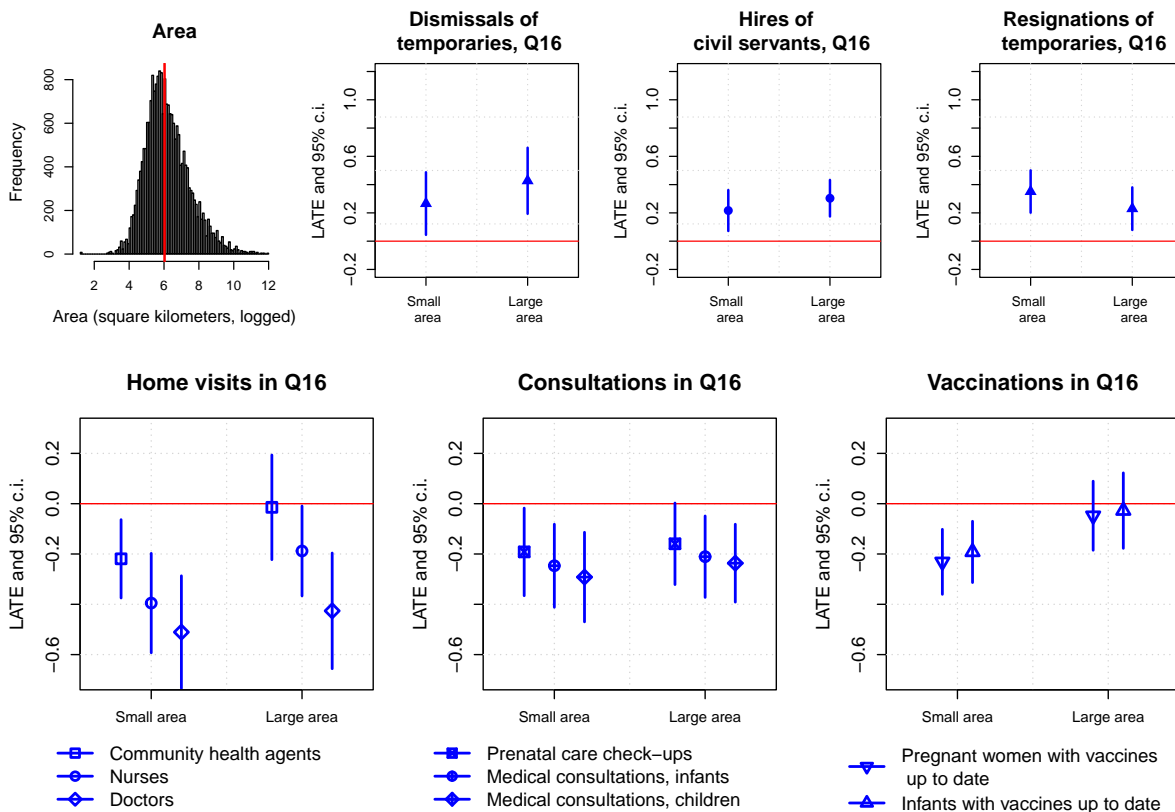 Area
Frequency
0
200
400
600
800
2 4 6 8 10 12
Area (square kilometers, logged)
Dismissals of
temporaries, Q16
LATE and 95% c.i.
−0.2
0.2
0.6
1.0
Small
area
Large
area
Hires of
civil servants, Q16
LATE and 95% c.i.
−0.2
0.2
0.6
1.0
Small
area
Large
area
Resignations of
temporaries, Q16
LATE and 95% c.i.
−0.2
0.2
0.6
1.0
Small
area
Large
area
Home visits in Q16
LATE and 95% c.i.
−0.6
−0.2
0.0
0.2
Small area Large area
Community health agents
Nurses
Doctors
Consultations in Q16
LATE and 95% c.i.
−0.6
−0.2
0.0
0.2
Small area Large area
Prenatal care check−ups
Medical consultations, infants
Medical consultations, children
Vaccinations in Q16
LATE and 95% c.i.
−0.6
−0.2
0.0
0.2
Small area Large area
Pregnant women with vaccines
up to date
Infants with vaccines up to date